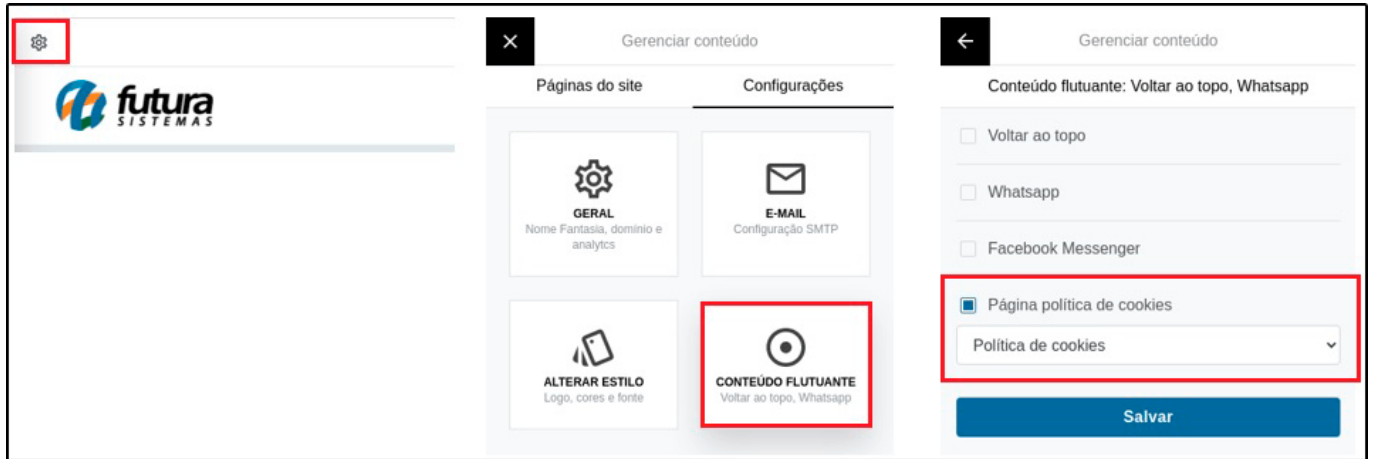 futura
SISTEMAS
Gerenciar conteúdo
Páginas do site
Configurações
GERAL
Nome Fantasia, domínio e
analytcs
E-MAIL
Configuração SMTP
ALTERAR ESTILO
Logo, cores e fonte
CONTEÚDO FLUTUANTE
Voltar ao topo, Whatsapp
Gerenciar conteúdo
Conteúdo flutuante: Voltar ao topo, Whatsapp
Voltar ao topo
Whatsapp
Facebook Messenger
Página política de cookies
Política de cookies
Salvar